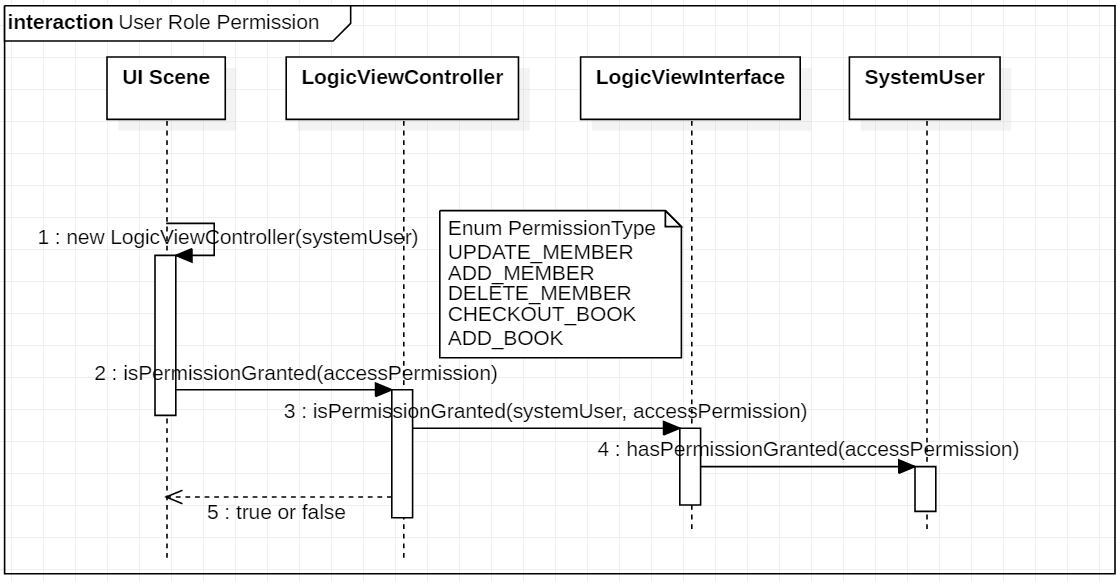 interaction User Role Permission
UI Scene
LogicViewController
LogicViewInterface
SystemUser
1 : new LogicViewController(systemUser)
Enum PermissionType
UPDATE_MEMBER
ADD_MEMBER
DELETE_MEMBER
CHECKOUT_BOOK
ADD_BOOK
2 : isPermissionGranted(accessPermission)
3 : isPermissionGranted(systemUser, accessPermission)
4 : hasPermissionGranted(accessPermission)
5 : true or false